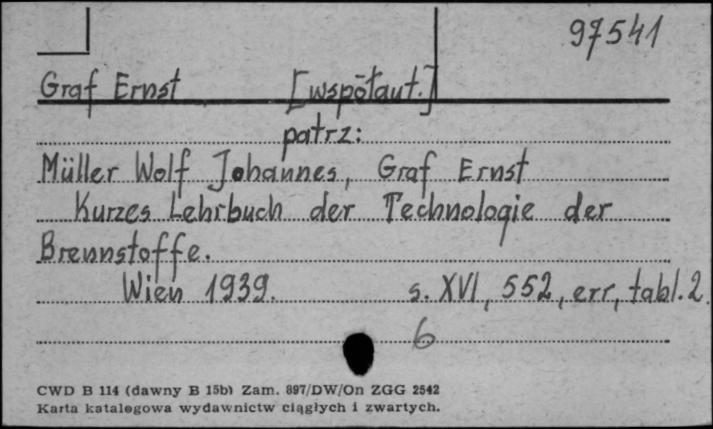 97541
Graf Ernst [współaut.]
patrz:
Müller Wolf Johannes, Graf Ernst
Kurzes Lehrbuch der Technologie der
Brennstoffe.
Wien 1939. s. XVI, 552, err, tabl. 2.
6
CWD B 114 (dawny B 15b) Zam. 897/DW/On ZGG 2542
Karta katalogowa wydawnictw ciągłych i zwartych.